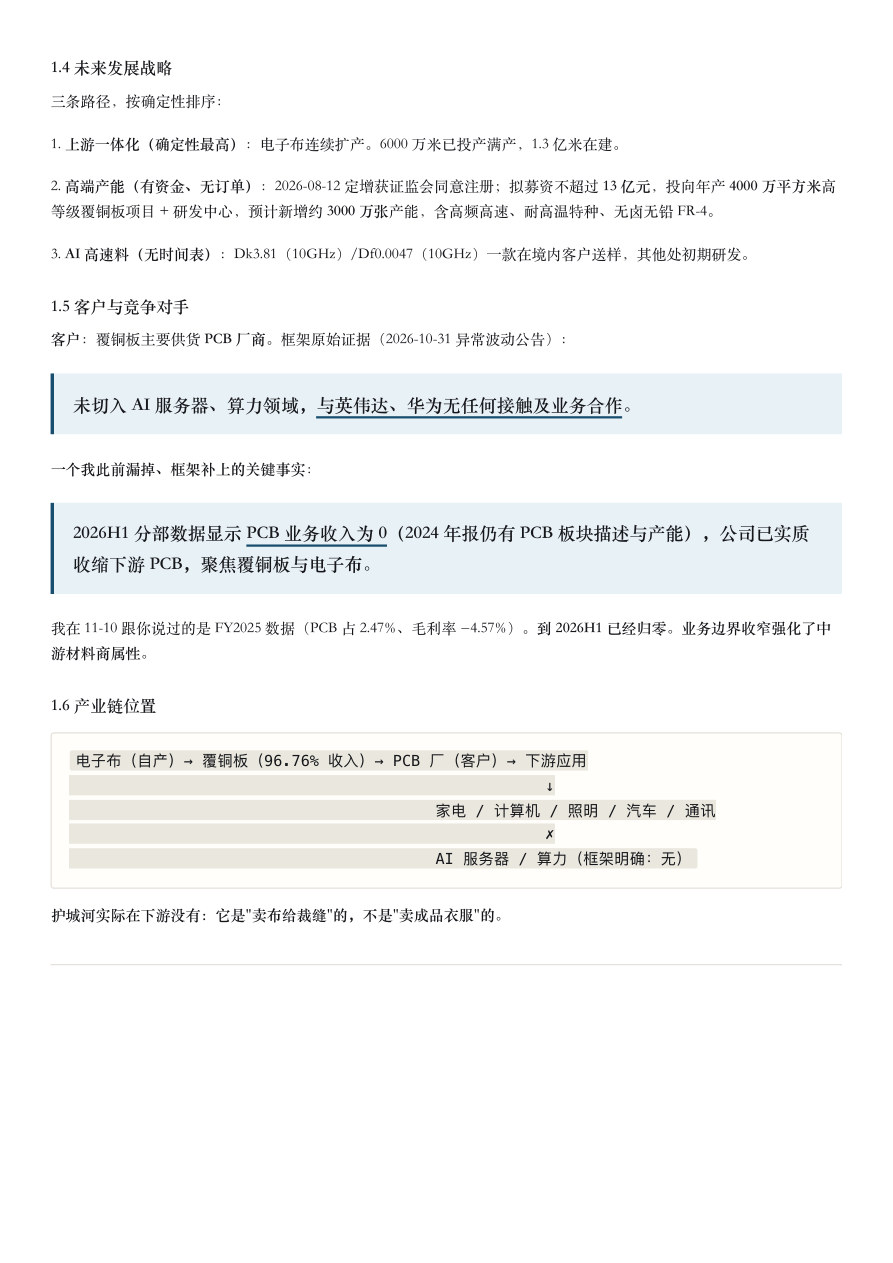 1.4 未来发展战略
三条路径，按确定性排序：
1. 上游一体化（确定性最高）：电子布连续扩产。6000 万米已投产满产，1.3 亿米在建。
2. 高端产能（有资金、无订单）：2026-08-12 定增获证监会同意注册；拟募资不超过 13 亿元，投向年产 4000 万平方米高
等级覆铜板项目 + 研发中心，预计新增约 3000 万张产能，含高频高速、耐高温特种、无卤无铅 FR-4。
3. AI 高速料（无时间表）：Dk3.81（10GHz）/Df0.0047（10GHz）一款在境内客户送样，其他处初期研发。
1.5 客户与竞争对手
客户：覆铜板主要供货 PCB 厂商。框架原始证据（2026-10-31 异常波动公告）：
未切入 AI 服务器、算力领域，与英伟达、华为无任何接触及业务合作。
一个我此前漏掉、框架补上的关键事实：
2026H1 分部数据显示 PCB 业务收入为 0（2024 年报仍有 PCB 板块描述与产能），公司已实质
收缩下游 PCB，聚焦覆铜板与电子布。
我在 11-10 跟你说过的是 FY2025 数据（PCB 占 2.47%、毛利率 −4.57%）。到 2026H1 已经归零。业务边界收窄强化了中
游材料商属性。
1.6 产业链位置
电子布（自产）→ 覆铜板（96.76% 收入）→ PCB 厂（客户）→ 下游应用
↓
家电 / 计算机 / 照明 / 汽车 / 通讯
✗
AI 服务器 / 算力（框架明确：无）
护城河实际在下游没有：它是"卖布给裁缝"的，不是"卖成品衣服"的。